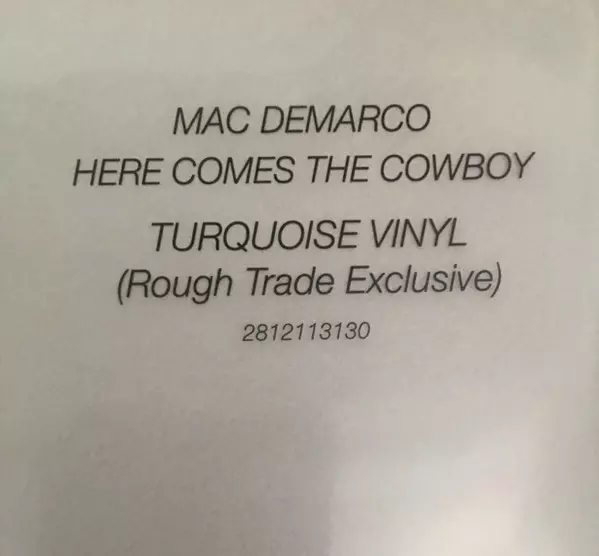 MAC DEMARCO
HERE COMES THE COWBOY
TURQUOISE VINYL
(Rough Trade Exclusive)
2812113130